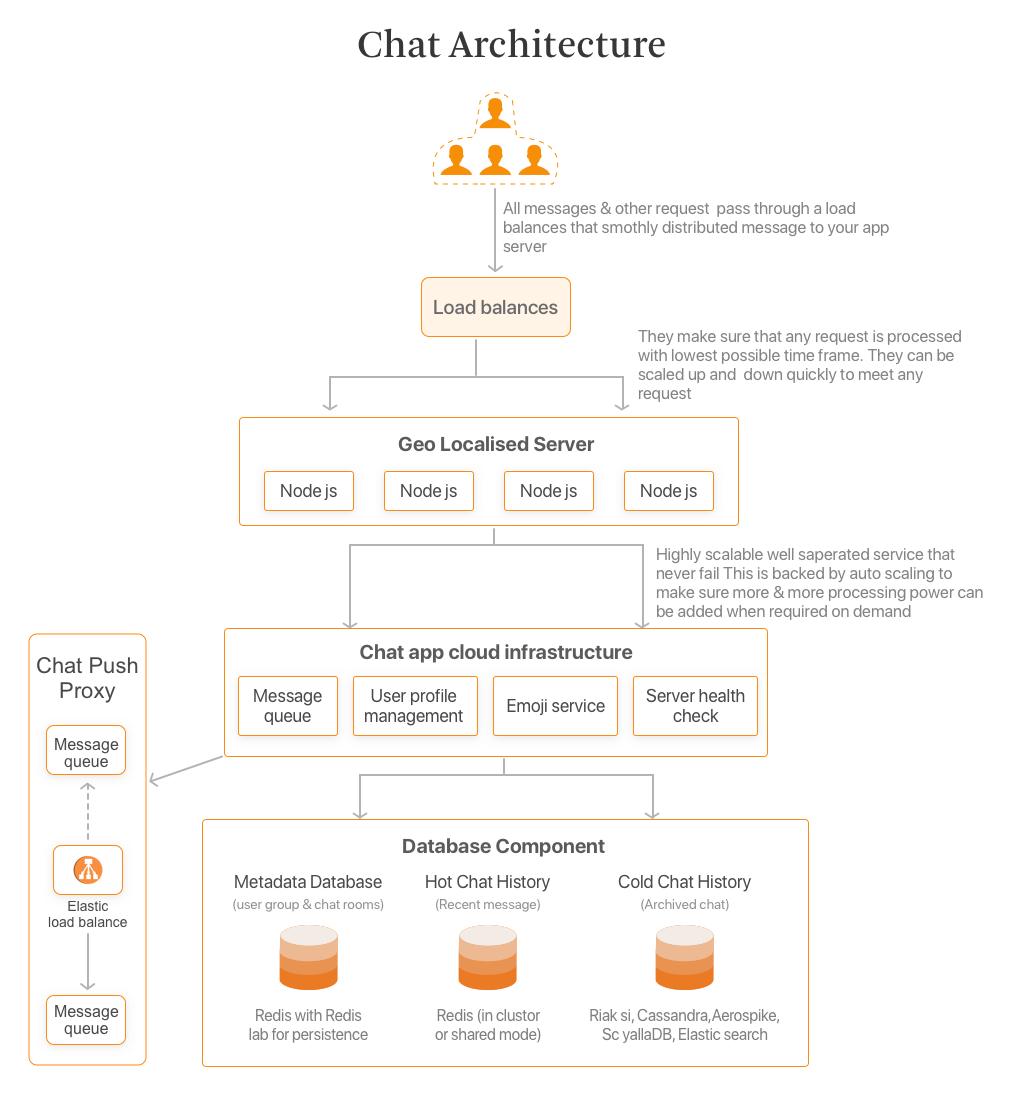 Chat Architecture
All messages & other request  pass through a load
balances that smothly distributed message to your app
server
Load balances
They make sure that any request is processed
with lowest possible time frame. They can be
scaled up and  down quickly to meet any
request
Geo Localised Server
Node js
Node js
Node js
Node js
Highly scalable well saperated service that
never fail This is backed by auto scaling to
make sure more & more processing power can
be added when required on demand
Chat app cloud infrastructure
Message
queue
User profile
management
Emoji service
Server health
check
Chat Push
Proxy
Message
queue
Elastic
load balance
Message
queue
Database Component
Metadata Database
(user group & chat rooms)
Redis with Redis
lab for persistence
Hot Chat History
(Recent message)
Redis (in clustor
or shared mode)
Cold Chat History
(Archived chat)
Riak si, Cassandra,Aerospike,
Sc yallaDB, Elastic search